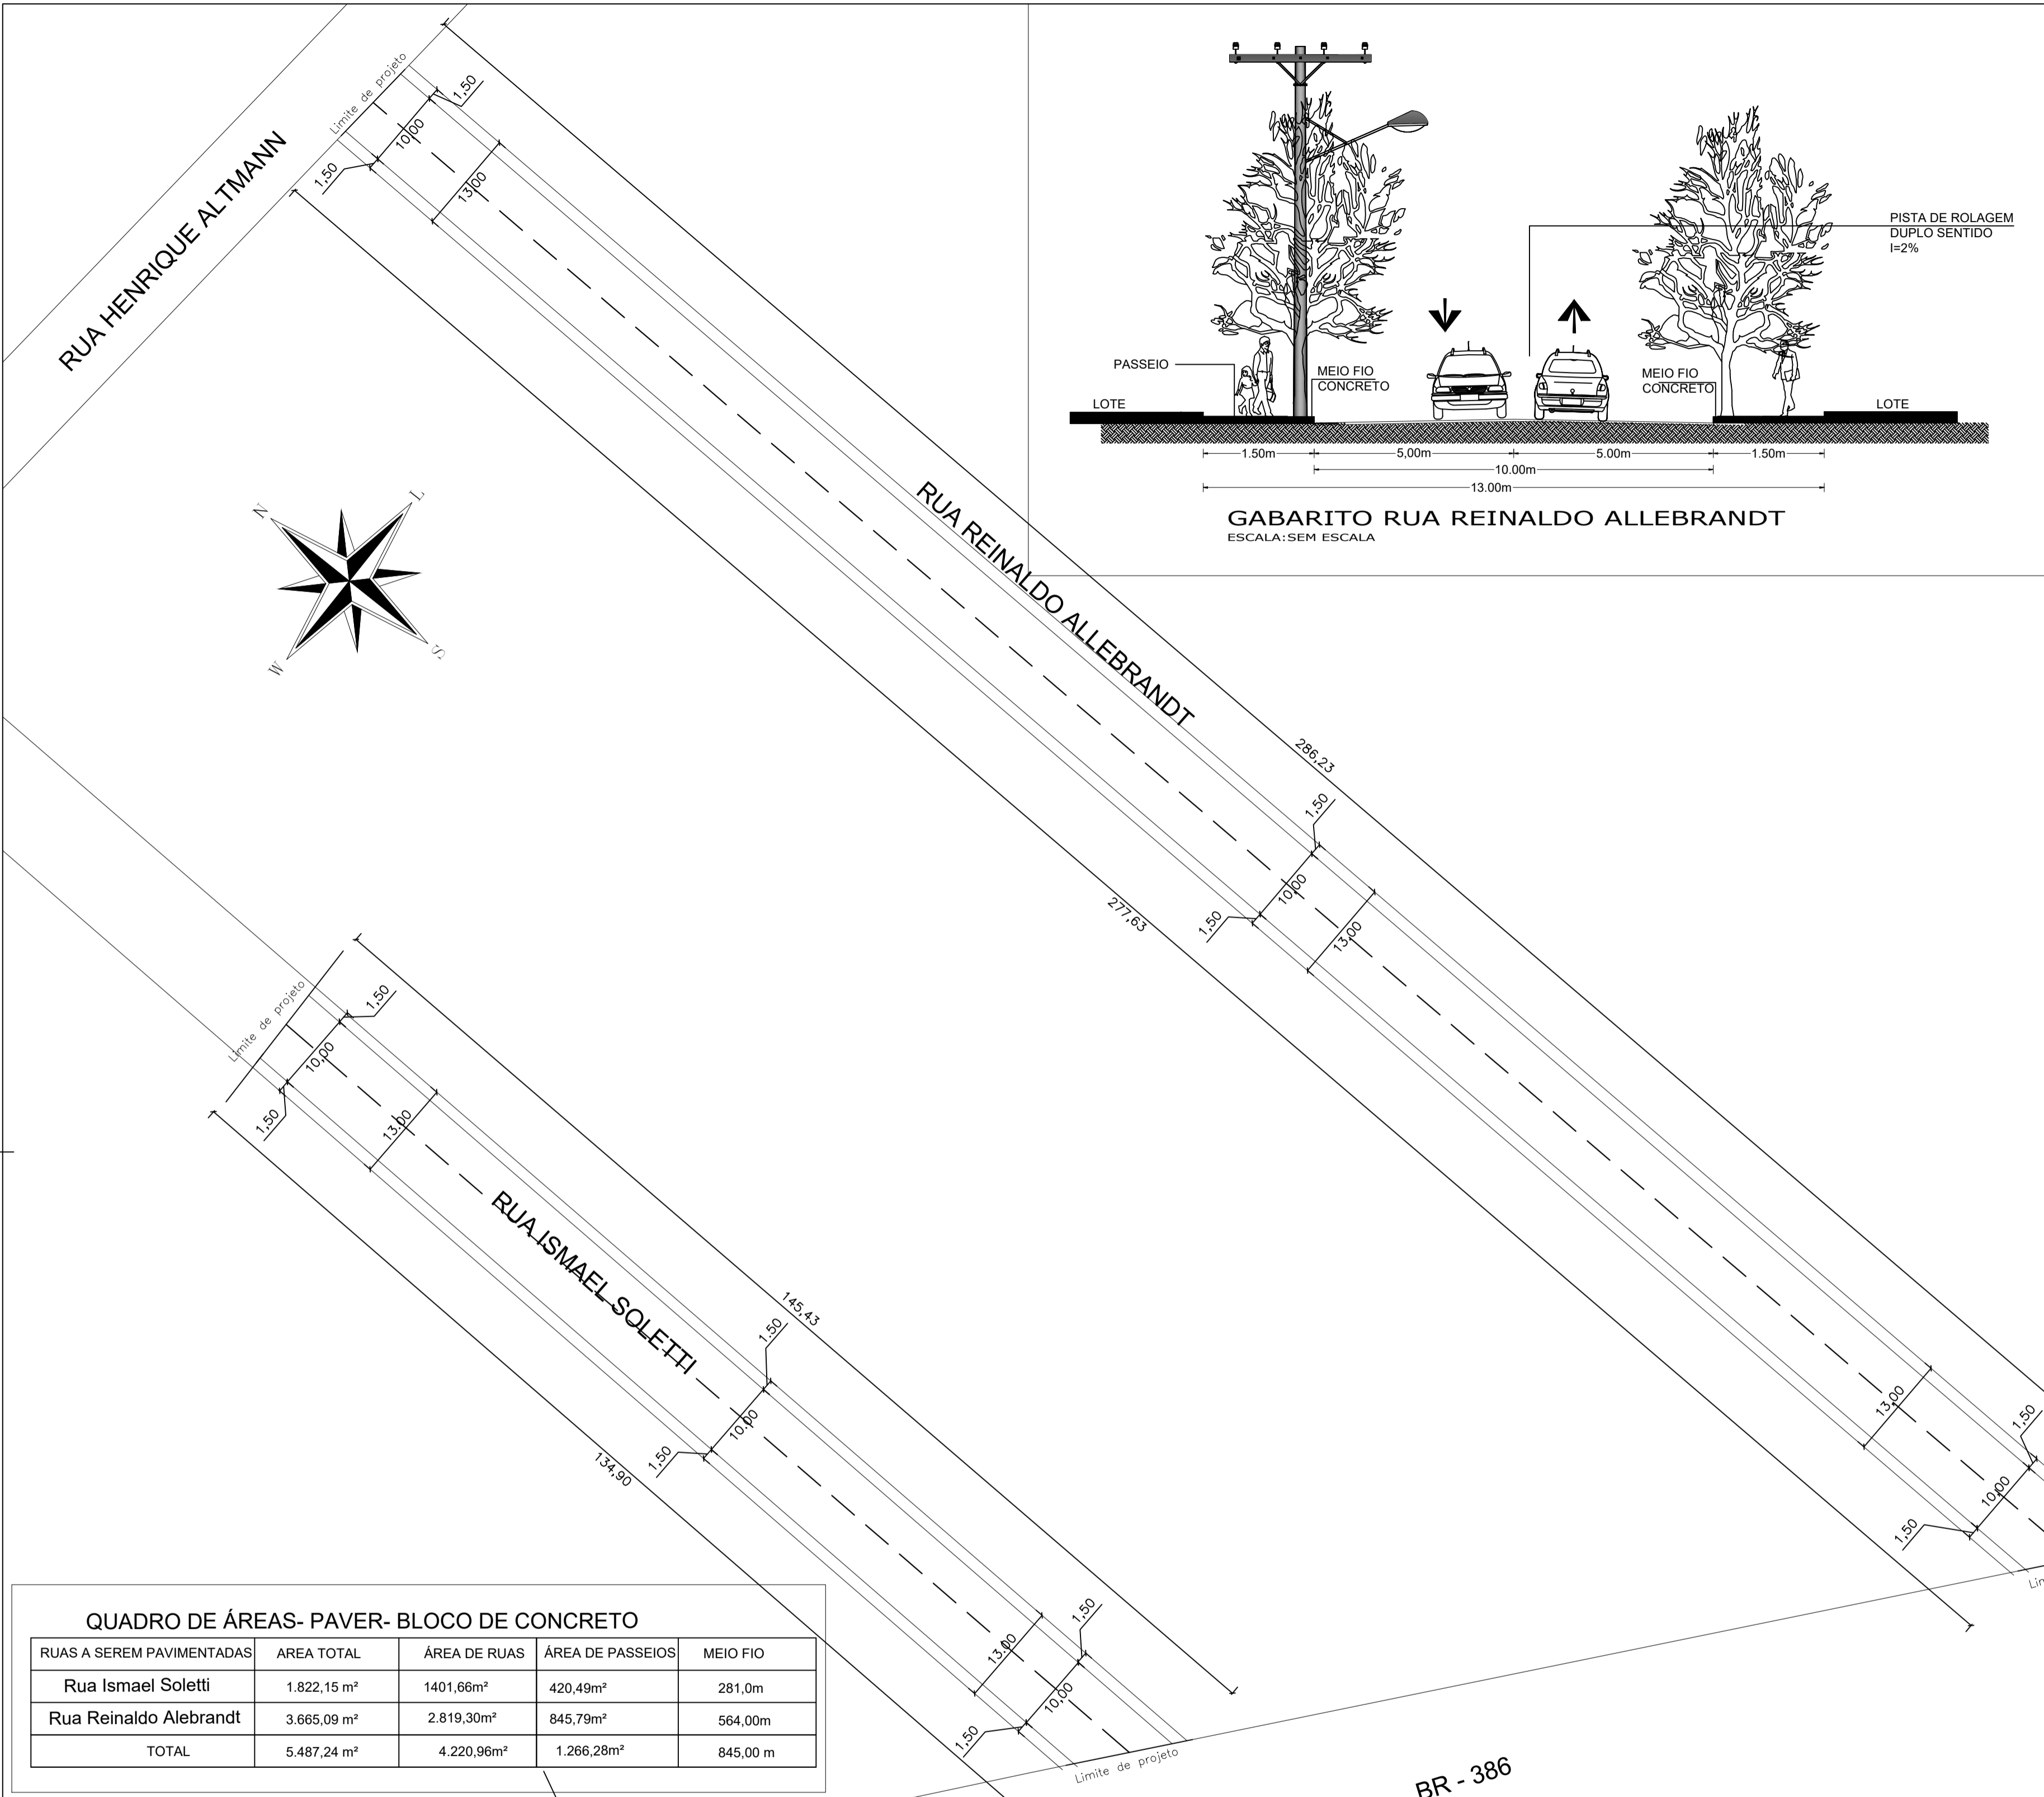 RUA HENRIQUE ALTMANN
Limite de projeto
1,50
10,00
1,50
13,00
N
L
W
S
PISTA DE ROLAGEM
DUPLO SENTIDO
I=2%
PASSEIO
MEIO FIO
CONCRETO
MEIO FIO
CONCRETO
LOTE
LOTE
1.50m
5,00m
5.00m
1.50m
10.00m
13.00m
GABARITO RUA REINALDO ALLEBRANDT
ESCALA:SEM ESCALA
RUA REINALDO ALLEBRANDT
286,23
277,63
1,50
10,00
1,50
13,00
13,00
1,50
10,00
1,50
Limite de projeto
1,50
10,00
1,50
13,00
RUA ISMAEL SOLETTI
145,43
134,90
1.50
10.00
1,50
13,00
1,50
10,00
1,50
Limite de projeto
BR - 386
QUADRO DE ÁREAS- PAVER- BLOCO DE CONCRETO
RUAS A SEREM PAVIMENTADAS AREA TOTAL ÁREA DE RUAS ÁREA DE PASSEIOS MEIO FIO
Rua Ismael Soletti 1.822,15 m² 1401,66m² 420,49m² 281,0m
Rua Reinaldo Alebrandt 3.665,09 m² 2.819,30m² 845,79m² 564,00m
TOTAL 5.487,24 m² 4.220,96m² 1.266,28m² 845,00 m